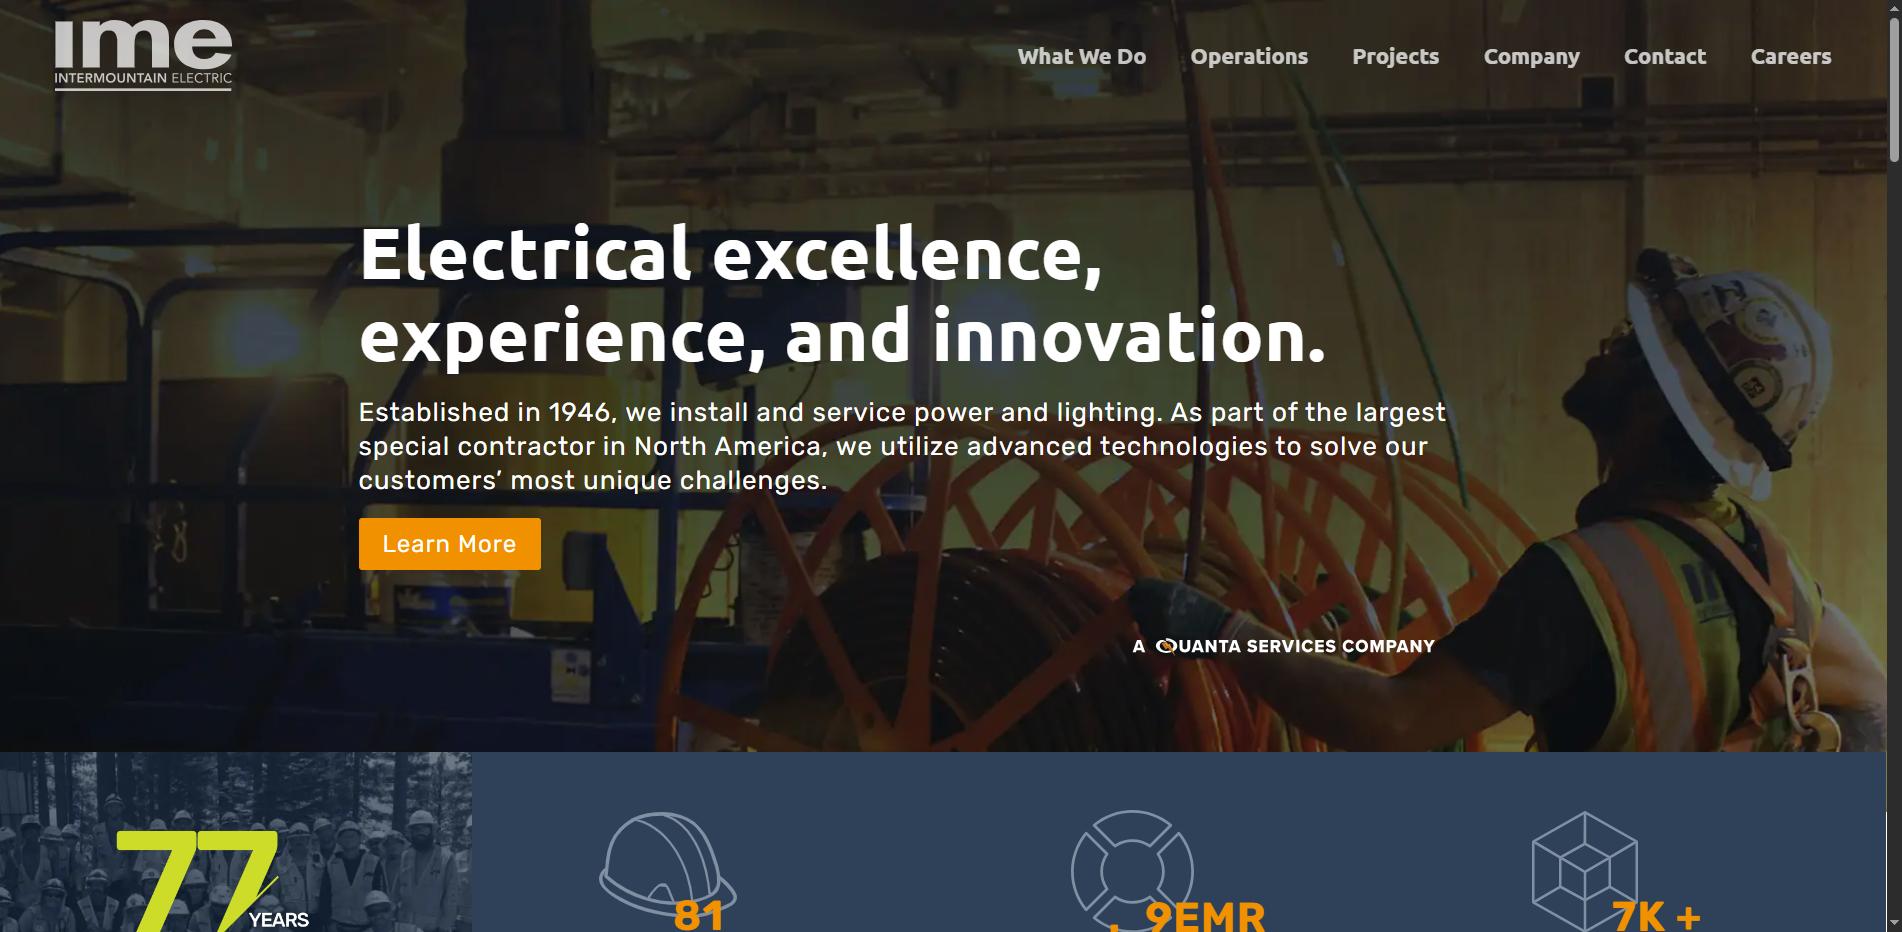 ime
INTERMOUNTAIN ELECTRIC
What We Do
Operations
Projects
Company
Contact
Careers
Electrical excellence,
experience, and innovation.
Established in 1946, we install and service power and lighting. As part of the largest
special contractor in North America, we utilize advanced technologies to solve our
customers’ most unique challenges.
Learn More
A QUANTA SERVICES COMPANY
77
YEARS
81
.9EMR
7K +